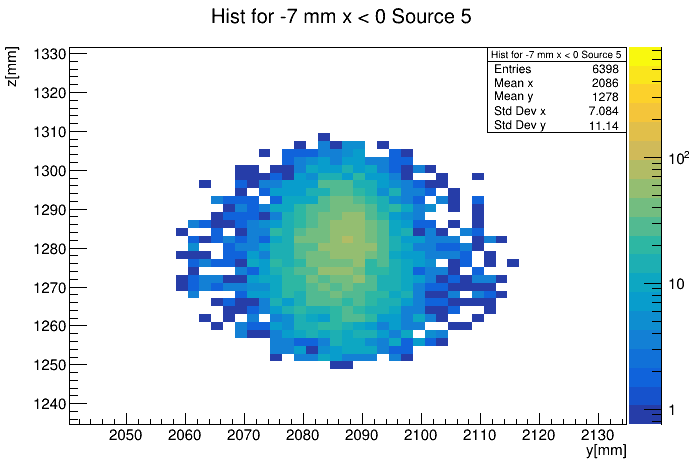 Hist for -7 mm x < 0 Source 5
z[mm]
1330
1320
1310
1300
1290
1280
1270
1260
1250
1240
Hist for -7 mm x < 0 Source 5
Entries 6398
Mean x 2086
Mean y 1278
Std Dev x 7.084
Std Dev y 11.14
10²
10
1
2050 2060 2070 2080 2090 2100 2110 2120 2130
y[mm]